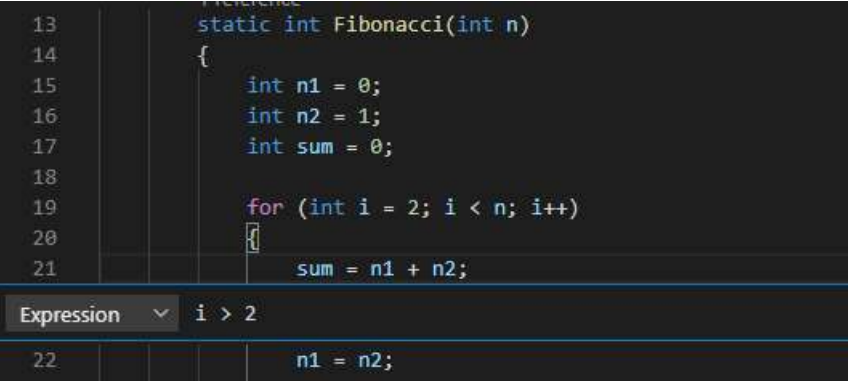 13 static int Fibonacci(int n)
14 {
15 int n1 = 0;
16 int n2 = 1;
17 int sum = 0;
18
19 for (int i = 2; i < n; i++)
20 {
21 sum = n1 + n2;
Expression i > 2
22 n1 = n2;